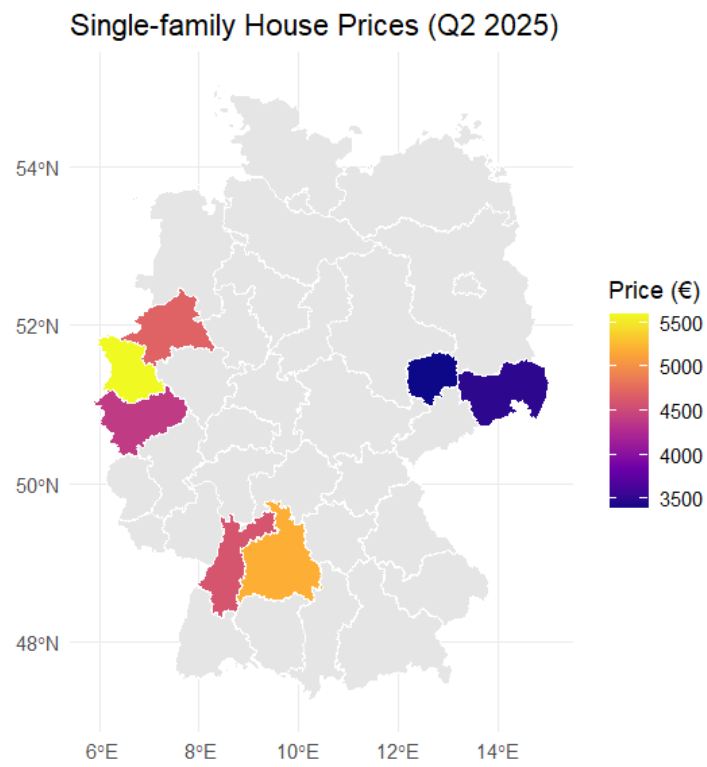 Single-family House Prices (Q2 2025)
54°N
52°N
50°N
48°N
6°E 8°E 10°E 12°E 14°E
Price (€)
5500
5000
4500
4000
3500